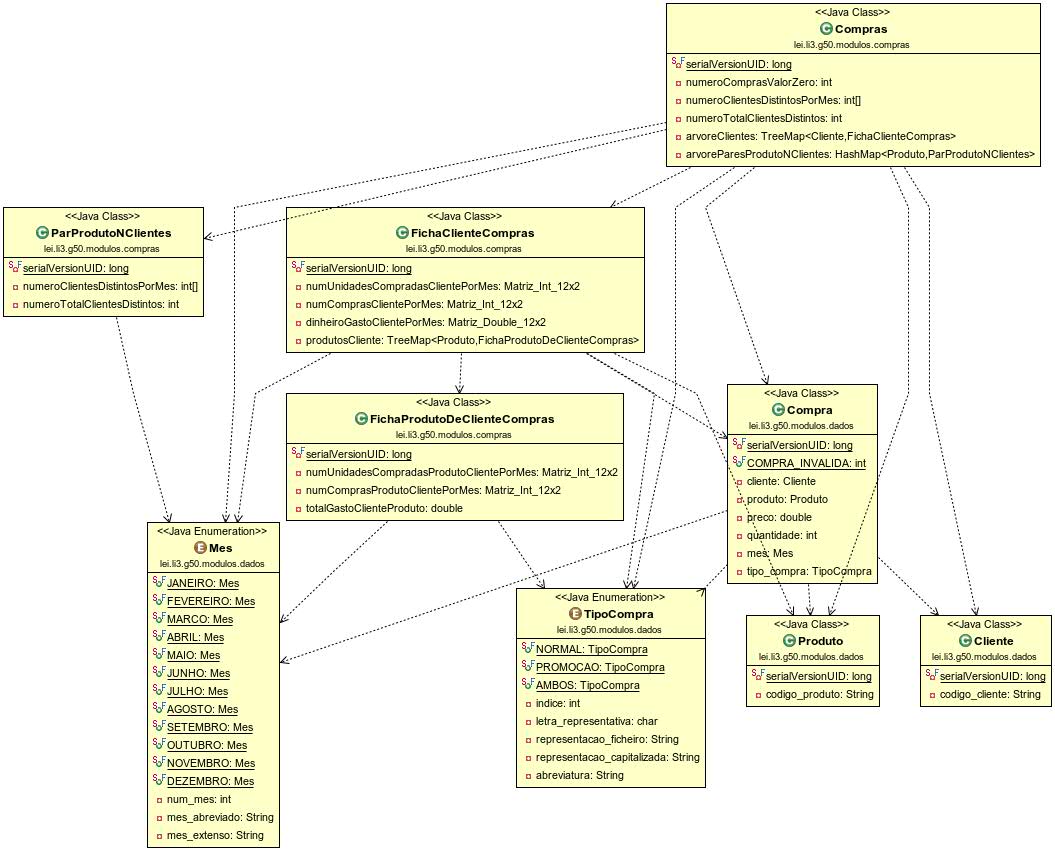 <<Java Class>>
Compras
lei.li3.g50.modulos.compras
serialVersionUID: long
numeroComprasValorZero: int
numeroClientesDistintosPorMes: int[]
numeroTotalClientesDistintos: int
arvoreClientes: TreeMap<Cliente,FichaClienteCompras>
arvoreParesProdutoNClientes: HashMap<Produto,ParProdutoNClientes>
<<Java Class>>
ParProdutoNClientes
lei.li3.g50.modulos.compras
serialVersionUID: long
numeroClientesDistintosPorMes: int[]
numeroTotalClientesDistintos: int
<<Java Class>>
FichaClienteCompras
lei.li3.g50.modulos.compras
serialVersionUID: long
numUnidadesCompradasClientePorMes: Matriz_Int_12x2
numComprasClientePorMes: Matriz_Int_12x2
dinheiroGastoClientePorMes: Matriz_Double_12x2
produtosCliente: TreeMap<Produto,FichaProdutoDeClienteCompras>
<<Java Class>>
FichaProdutoDeClienteCompras
lei.li3.g50.modulos.compras
serialVersionUID: long
numUnidadesCompradasProdutoClientePorMes: Matriz_Int_12x2
numComprasProdutoClientePorMes: Matriz_Int_12x2
totalGastoClienteProduto: double
<<Java Class>>
Compra
lei.li3.g50.modulos.dados
serialVersionUID: long
COMPRA_INVALIDA: int
cliente: Cliente
produto: Produto
preco: double
quantidade: int
mes: Mes
tipo_compra: TipoCompra
<<Java Enumeration>>
E Mes
lei.li3.g50.modulos.dados
JANEIRO: Mes
FEVEREIRO: Mes
MARCO: Mes
ABRIL: Mes
MAIO: Mes
JUNHO: Mes
JULHO: Mes
AGOSTO: Mes
SETEMBRO: Mes
OUTUBRO: Mes
NOVEMBRO: Mes
DEZEMBRO: Mes
num_mes: int
mes_abreviado: String
mes_extenso: String
<<Java Enumeration>>
E TipoCompra
lei.li3.g50.modulos.dados
NORMAL: TipoCompra
PROMOCAO: TipoCompra
AMBOS: TipoCompra
indice: int
letra_representativa: char
representacao_ficheiro: String
representacao_capitalizada: String
abreviatura: String
<<Java Class>>
Produto
lei.li3.g50.modulos.dados
serialVersionUID: long
codigo_produto: String
<<Java Class>>
Cliente
lei.li3.g50.modulos.dados
serialVersionUID: long
codigo_cliente: String